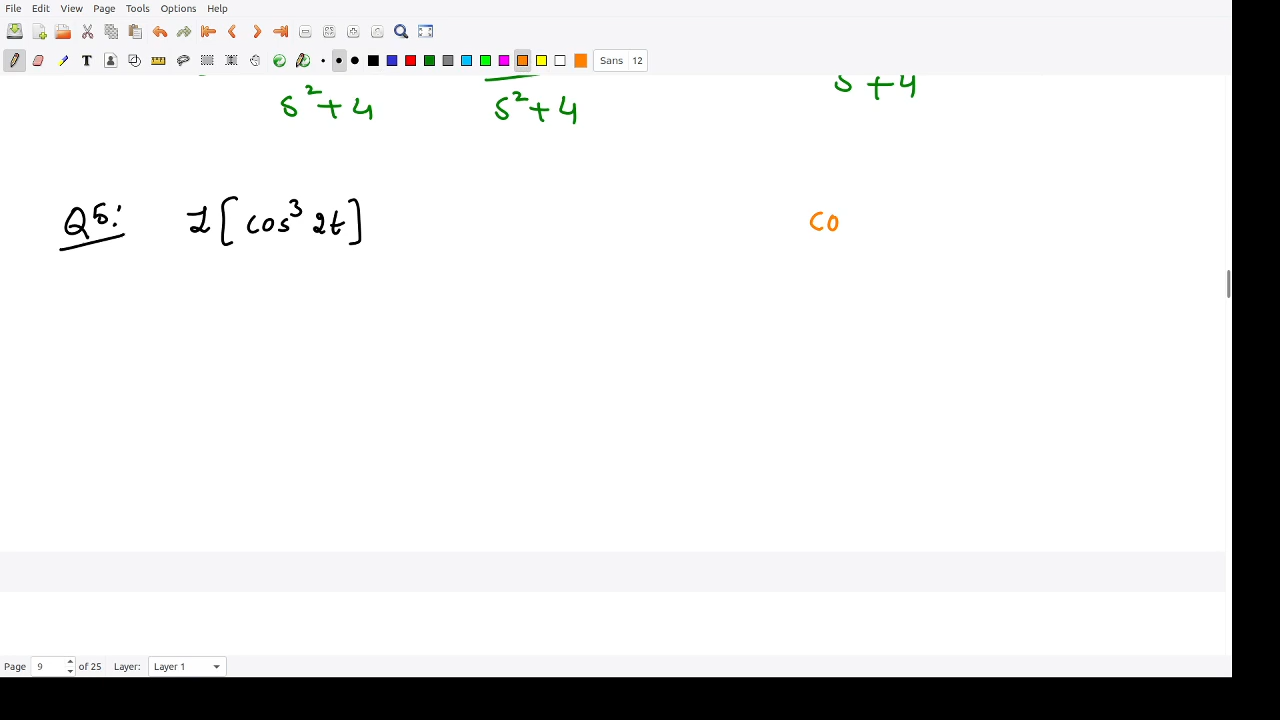 File Edit View Page Tools Options Help
T Sans 12
s²+4 s²+4 s+4
Q5: L[cos³ 2t] co
Page 9 of 25 Layer: Layer 1